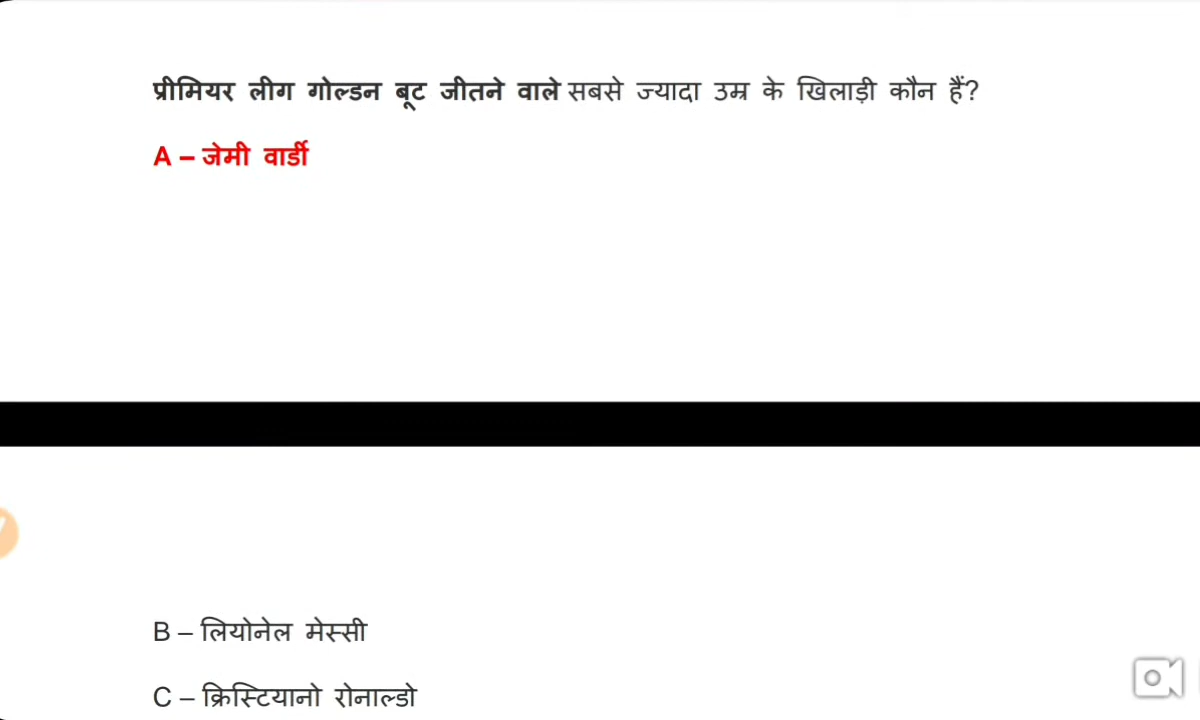 प्रीमियर लीग गोल्डन बूट जीतने वाले सबसे ज्यादा उम्र के खिलाड़ी कौन हैं?
A – जेमी वार्डी
B – लियोनेल मेस्सी
C – क्रिस्टियानो रोनाल्डो